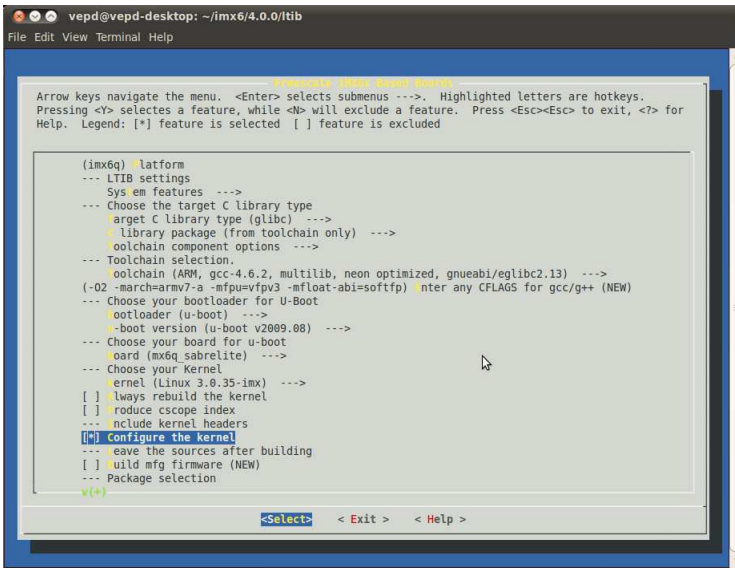 vepd@vepd-desktop: ~/imx6/4.0.0/ltib
File Edit View Terminal Help
Freescale iMX6x Based Boards
Arrow keys navigate the menu. <Enter> selects submenus --->. Highlighted letters are hotkeys.
Pressing <Y> selectes a feature, while <N> will exclude a feature. Press <Esc><Esc> to exit, <?> for
Help. Legend: [*] feature is selected [ ] feature is excluded
(imx6q) Platform
--- LTIB settings
System features --->
--- Choose the target C library type
Target C library type (glibc) --->
C library package (from toolchain only) --->
Toolchain component options --->
--- Toolchain selection.
Toolchain (ARM, gcc-4.6.2, multilib, neon optimized, gnueabi/eglibc2.13) --->
(-O2 -march=armv7-a -mfpu=vfpv3 -mfloat-abi=softfp) Enter any CFLAGS for gcc/g++ (NEW)
--- Choose your bootloader for U-Boot
bootloader (u-boot) --->
u-boot version (u-boot v2009.08) --->
--- Choose your board for u-boot
board (mx6q_sabrelite) --->
--- Choose your Kernel
kernel (Linux 3.0.35-imx) --->
[ ] Always rebuild the kernel
[ ] Produce cscope index
--- Include kernel headers
[*] Configure the kernel
--- Leave the sources after building
[ ] Build mfg firmware (NEW)
--- Package selection
v(+)
<Select> < Exit > < Help >